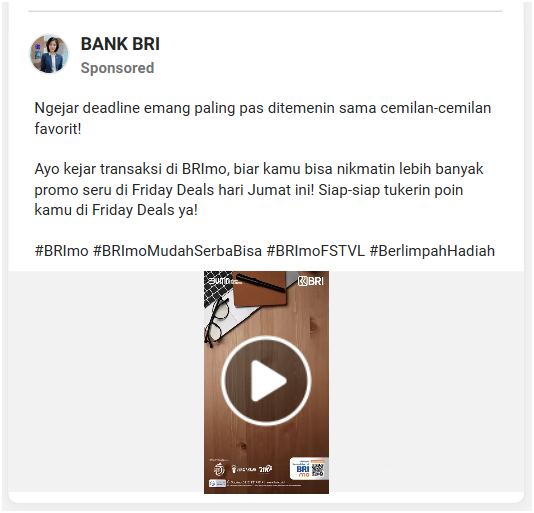 BANK BRI
Sponsored
Ngejar deadline emang paling pas ditemenin sama cemilan-cemilan
favorit!
Ayo kejar transaksi di BRImo, biar kamu bisa nikmatin lebih banyak
promo seru di Friday Deals hari Jumat ini! Siap-siap tukerin poin
kamu di Friday Deals ya!
#BRImo #BRImoMudahSerbaBisa #BRImoFSTVL #BerlimpahHadiah
BUMN
BRI
BRI
mo